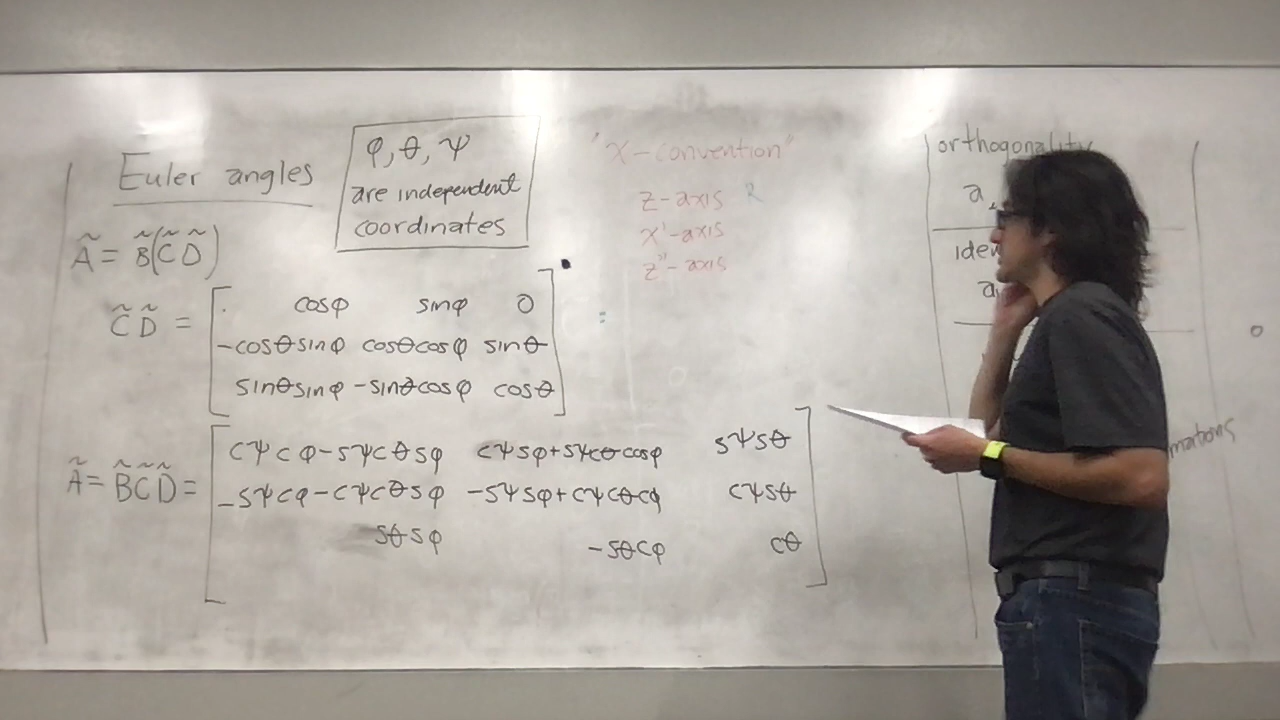 Euler angles
φ, θ, ψ
are independent
coordinates
Ã = B̃(C̃ D̃)
C̃ D̃ =
cosφ sinφ 0
-cosθsinφ cosθcosφ sinθ
sinθsinφ -sinθcosφ cosθ
Ã = B̃C̃D̃ =
cψcφ-sψcθsφ cψsφ+sψcθcosφ sψsθ
-sψcφ-cψcθsφ -sψsφ+cψcθcφ cψsθ
sθsφ -sθcφ cθ
"X-convention"
z-axis
x'-axis
z"-axis
orthogonality